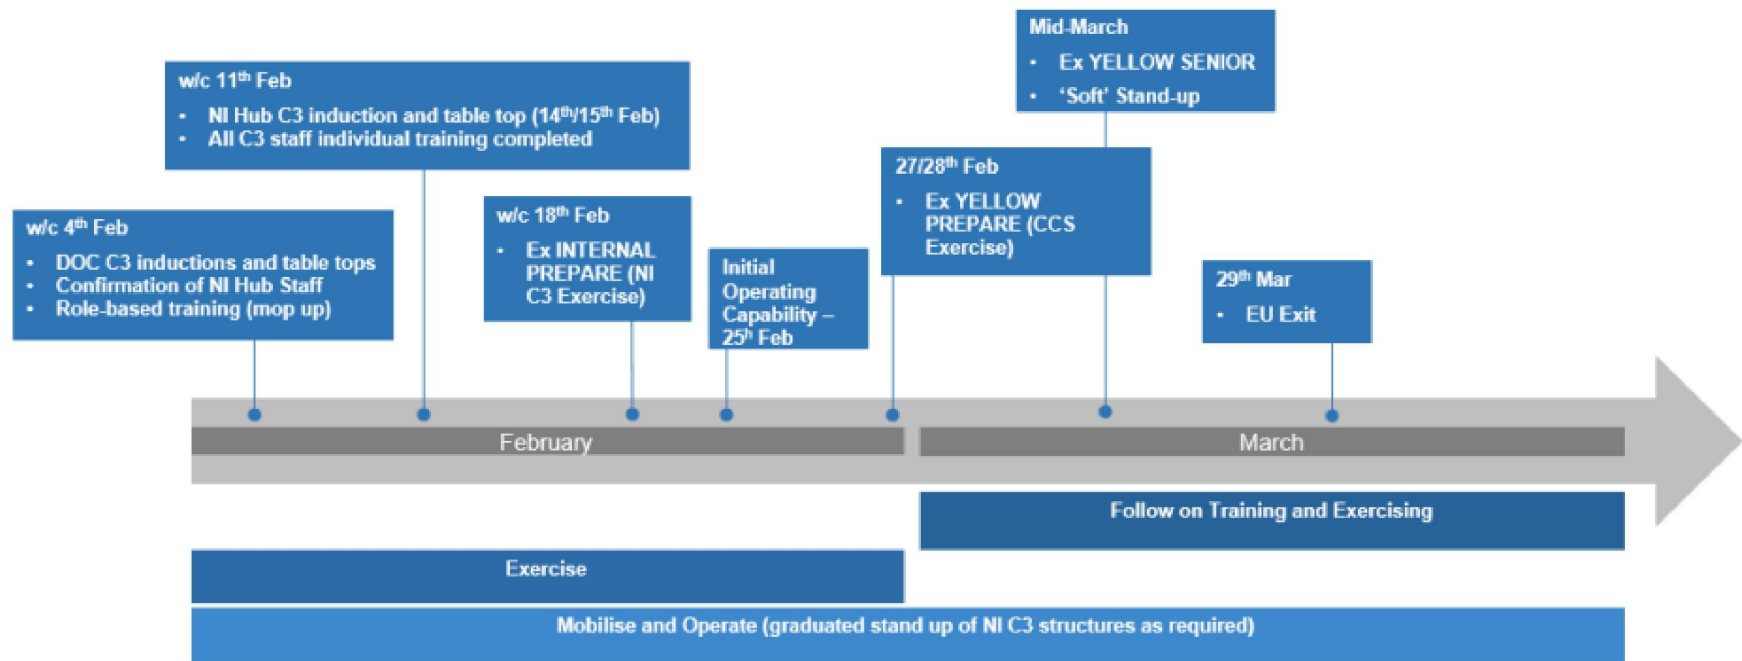 w/c 4th Feb
• DOC C3 inductions and table tops
• Confirmation of NI Hub Staff
• Role-based training (mop up)
w/c 11th Feb
• NI Hub C3 induction and table top (14th/15th Feb)
• All C3 staff individual training completed
w/c 18th Feb
• Ex INTERNAL
PREPARE (NI
C3 Exercise)
Initial
Operating
Capability –
25h Feb
27/28th Feb
• Ex YELLOW
PREPARE (CCS
Exercise)
Mid-March
• Ex YELLOW SENIOR
• ‘Soft’ Stand-up
29th Mar
• EU Exit
February
March
Follow on Training and Exercising
Exercise
Mobilise and Operate (graduated stand up of NI C3 structures as required)